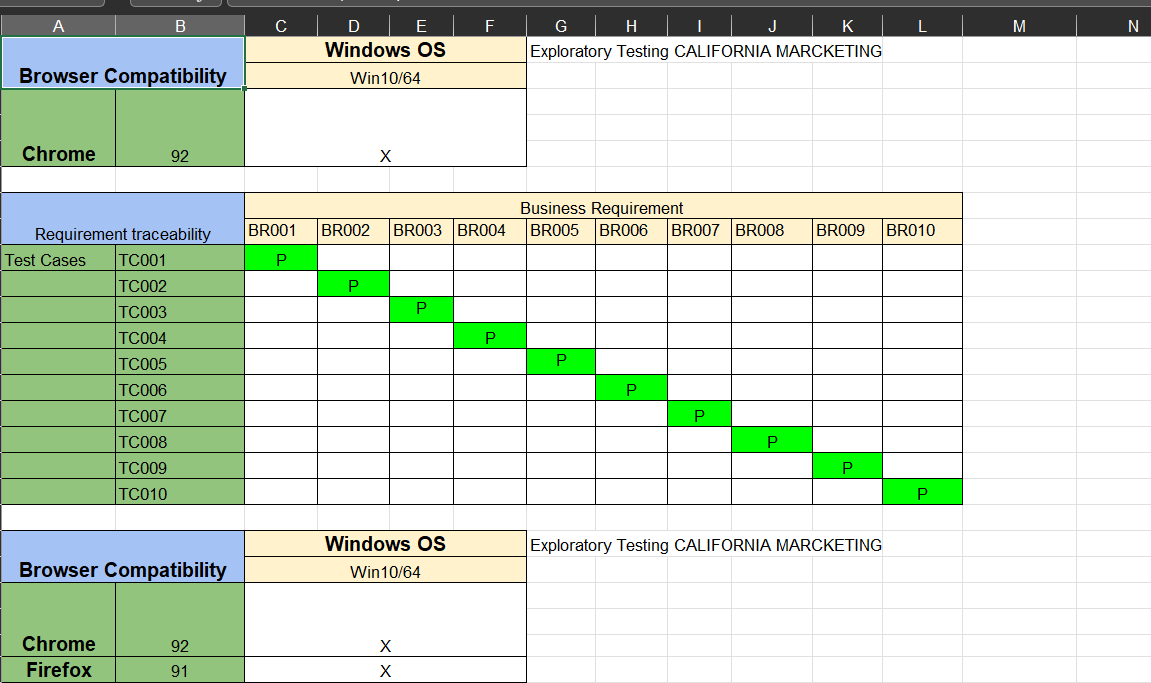 A B C D E F G H I J K L M N
Windows OS Exploratory Testing CALIFORNIA MARCKETING
Browser Compatibility Win10/64
Chrome 92 X
Business Requirement
Requirement traceability BR001 BR002 BR003 BR004 BR005 BR006 BR007 BR008 BR009 BR010
Test Cases TC001 P
TC002 P
TC003 P
TC004 P
TC005 P
TC006 P
TC007 P
TC008 P
TC009 P
TC010 P
Windows OS Exploratory Testing CALIFORNIA MARCKETING
Browser Compatibility Win10/64
Chrome 92 X
Firefox 91 X